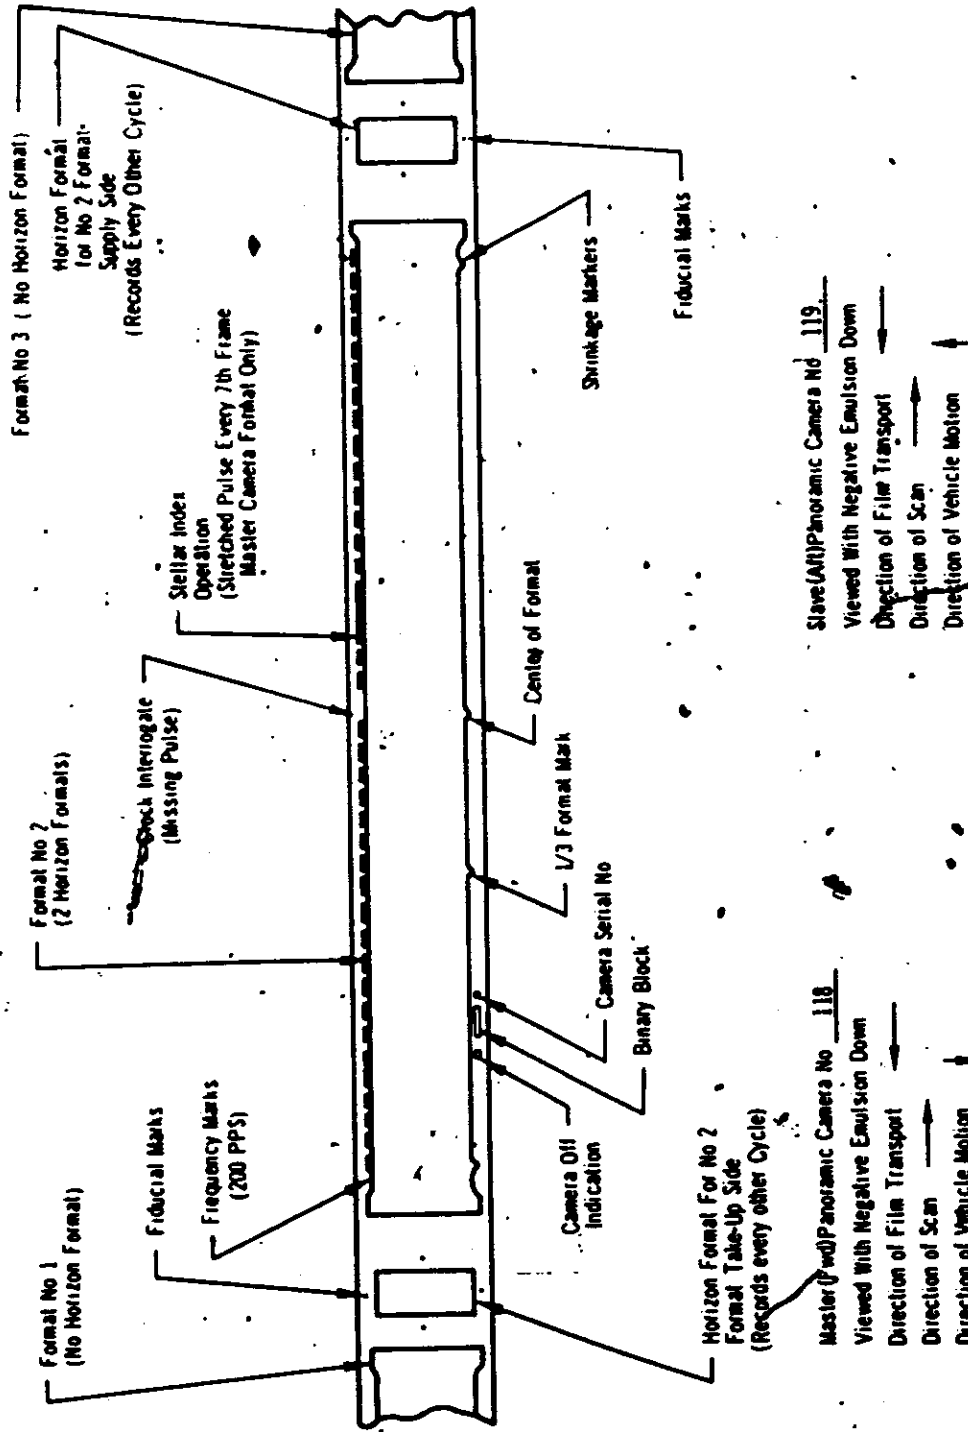 Format No 1
(No Horizon Format)
Fiducial Marks
Frequency Marks
(200 PPS)
Format No 2
(2 Horizon Formats)
Clock Interrogate
(Missing Pulse)
Stellar Index
Operation
(Stretched Pulse Every 7th Frame
Master Camera Format Only)
Format No 3 ( No Horizon Format)
Horizon Format
for No 2 Format-
Supply Side
(Records Every Other Cycle)
Camera Off
Indication
Binary Block
Camera Serial No
1/3 Format Mark
Center of Format
Shrinkage Markers
Fiducial Marks
Horizon Format For No 2
Format Take-Up Side
(Records every other Cycle)
Master(Fwd)Panoramic Camera No 118
Viewed With Negative Emulsion Down
Direction of Film Transport
Direction of Scan
Direction of Vehicle Motion
Slave(Aft)Panoramic Camera No 119
Viewed With Negative Emulsion Down
Direction of Film Transport
Direction of Scan
Direction of Vehicle Motion